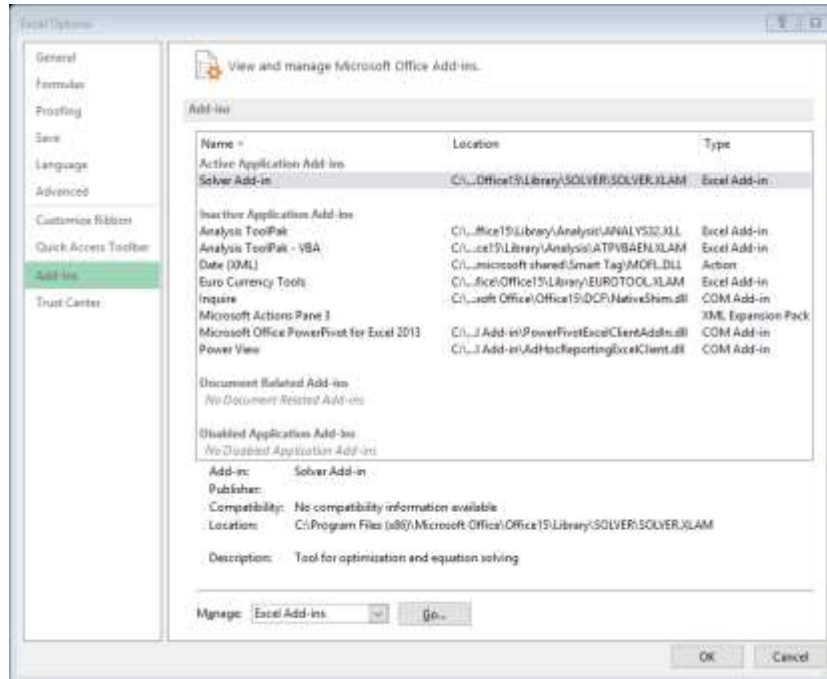 Excel Options
General
Formulas
Proofing
Save
Language
Advanced
Customize Ribbon
Quick Access Toolbar
Add-Ins
Trust Center
View and manage Microsoft Office Add-ins.
Add-ins
Name Location Type
Active Application Add-ins
Solver Add-in C:\...Office15\Library\SOLVER\SOLVER.XLAM Excel Add-in
Inactive Application Add-ins
Analysis ToolPak C:\...ffice15\Library\Analysis\ANALYS32.XLL Excel Add-in
Analysis ToolPak - VBA C:\...ce15\Library\Analysis\ATPVBAEN.XLAM Excel Add-in
Date (XML) C:\...microsoft shared\Smart Tag\MOFL.DLL Action
Euro Currency Tools C:\...fice\Office15\Library\EUROTOOL.XLAM Excel Add-in
Inquire C:\...soft Office\Office15\DCF\NativeShim.dll COM Add-in
Microsoft Actions Pane 3 XML Expansion Pack
Microsoft Office PowerPivot for Excel 2013 C:\...l Add-in\PowerPivotExcelClientAddIn.dll COM Add-in
Power View C:\...l Add-in\AdHocReportingExcelClient.dll COM Add-in
Document Related Add-ins
No Document Related Add-ins
Disabled Application Add-ins
No Disabled Application Add-ins
Add-in: Solver Add-in
Publisher:
Compatibility: No compatibility information available
Location: C:\Program Files (x86)\Microsoft Office\Office15\Library\SOLVER\SOLVER.XLAM
Description: Tool for optimization and equation solving
Manage: Excel Add-ins Go...
OK Cancel